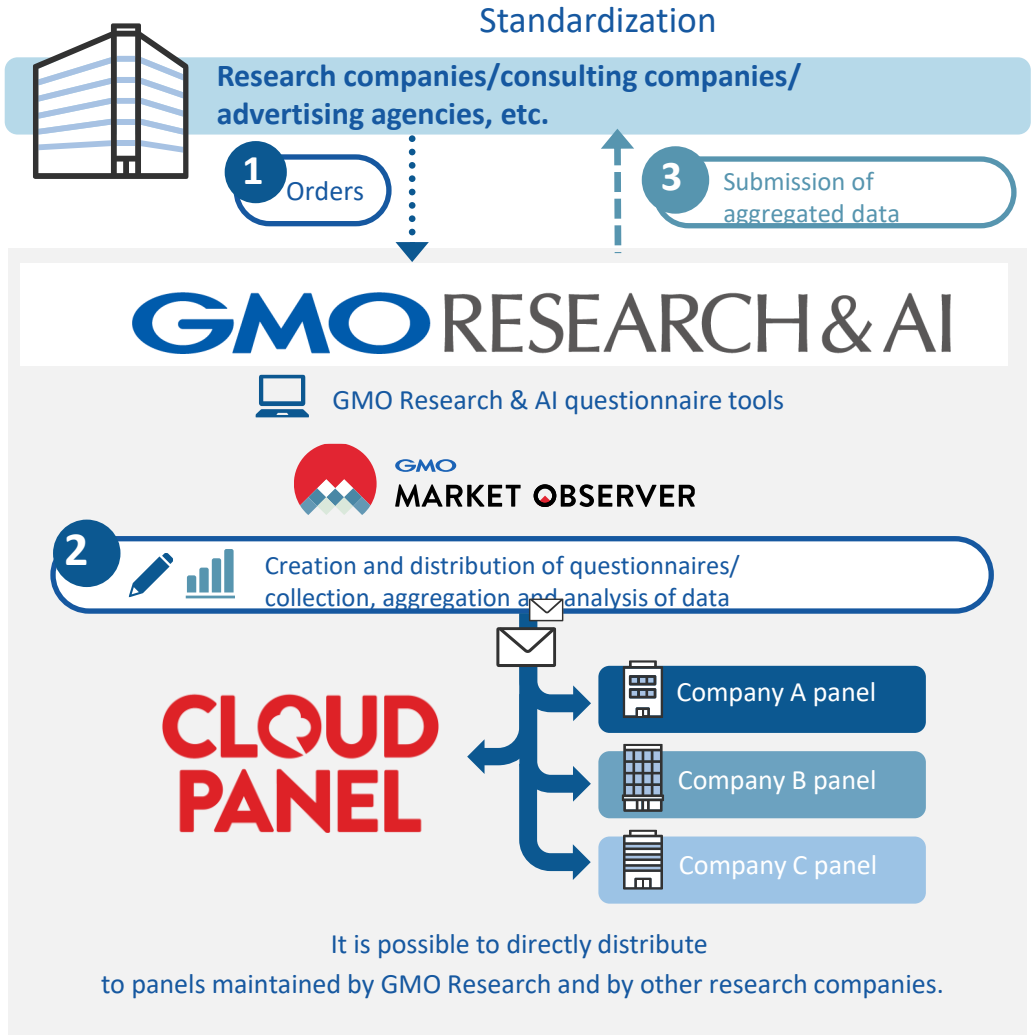 Standardization
Research companies/consulting companies/
advertising agencies, etc.
1
Orders
3
Submission of
aggregated data
GMO RESEARCH & AI
GMO Research & AI questionnaire tools
GMO
MARKET OBSERVER
2
Creation and distribution of questionnaires/
collection, aggregation and analysis of data
CLOUD
PANEL
Company A panel
Company B panel
Company C panel
It is possible to directly distribute
to panels maintained by GMO Research and by other research companies.